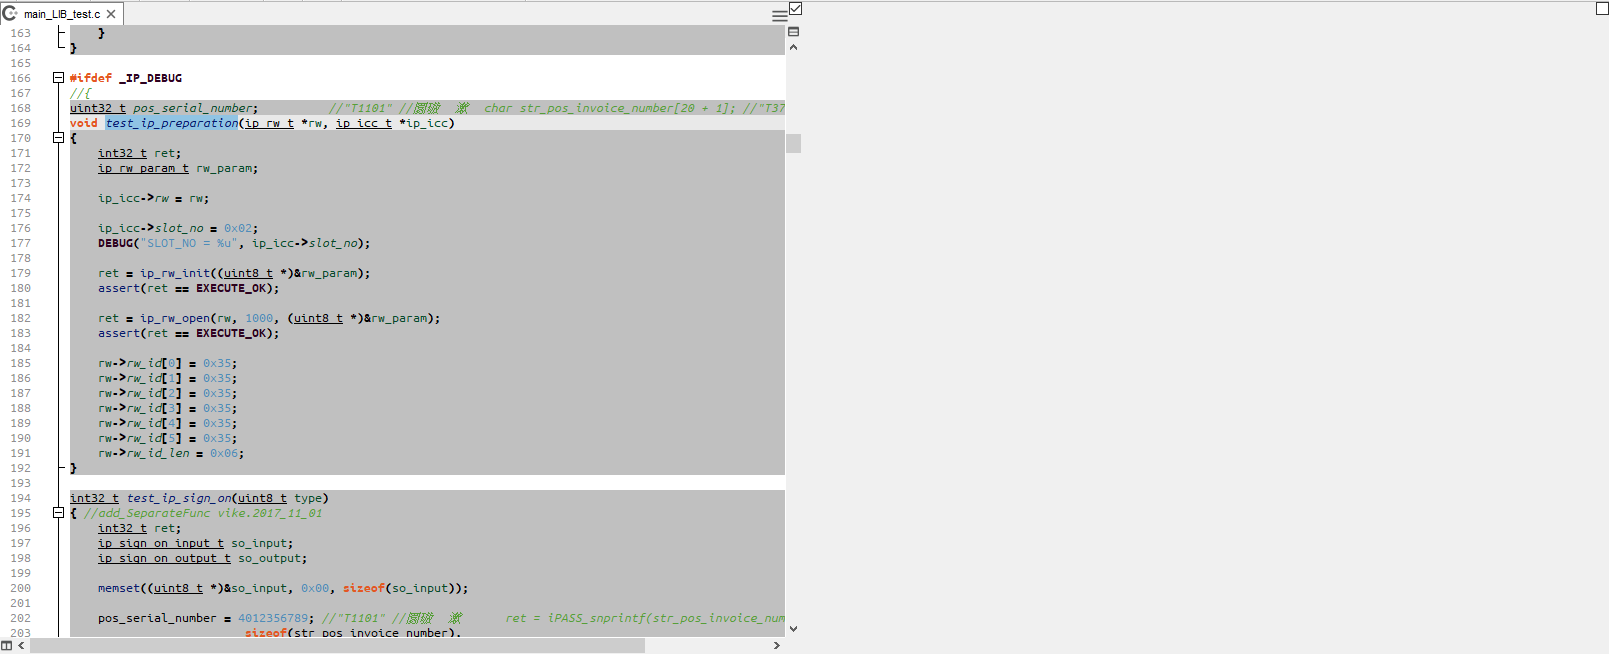 main_LIB_test.c
163 }
164 }
165
166 #ifdef _IP_DEBUG
167 //{
168 uint32_t pos_serial_number; //"T1101" // char str_pos_invoice_number[20 + 1]; //"T37
169 void test_ip_preparation(ip_rw_t *rw, ip_icc_t *ip_icc)
170 {
171 int32_t ret;
172 ip_rw_param_t rw_param;
173
174 ip_icc->rw = rw;
175
176 ip_icc->slot_no = 0x02;
177 DEBUG("SLOT_NO = %u", ip_icc->slot_no);
178
179 ret = ip_rw_init((uint8_t *)&rw_param);
180 assert(ret == EXECUTE_OK);
181
182 ret = ip_rw_open(rw, 1000, (uint8_t *)&rw_param);
183 assert(ret == EXECUTE_OK);
184
185 rw->rw_id[0] = 0x35;
186 rw->rw_id[1] = 0x35;
187 rw->rw_id[2] = 0x35;
188 rw->rw_id[3] = 0x35;
189 rw->rw_id[4] = 0x35;
190 rw->rw_id[5] = 0x35;
191 rw->rw_id_len = 0x06;
192 }
193
194 int32_t test_ip_sign_on(uint8_t type)
195 { //add_SeparateFunc vike.2017_11_01
196 int32_t ret;
197 ip_sign_on_input_t so_input;
198 ip_sign_on_output_t so_output;
199
200 memset((uint8_t *)&so_input, 0x00, sizeof(so_input));
201
202 pos_serial_number = 4012356789; //"T1101" // ret = iPASS_snprintf(str_pos_invoice_num
203 sizeof(str_pos_invoice_number),